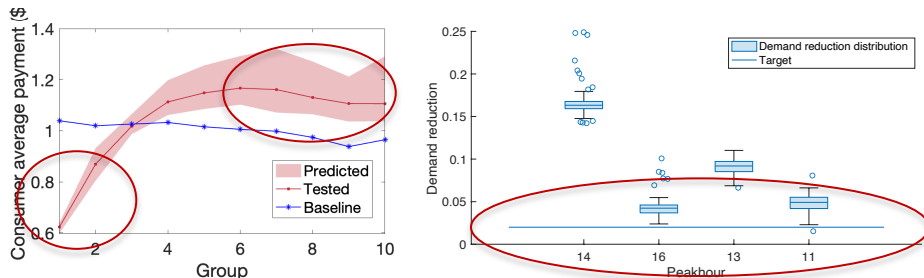 Consumer average payment ($
1.4
1.2
1
0.8
0.6
2
4
6
8
10
Group
Predicted
Tested
Baseline
Demand reduction
0.25
0.2
0.15
0.1
0.05
0
14
16
13
11
Peakhour
Demand reduction distribution
Target